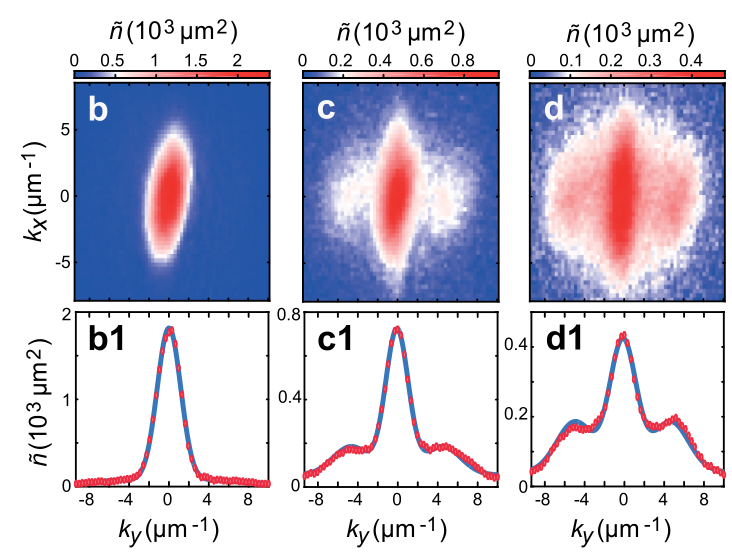 ñ (10³ µm²) ñ (10³ µm²) ñ (10³ µm²)
0 0.5 1 1.5 2 0 0.2 0.4 0.6 0.8 0 0.1 0.2 0.3 0.4
b c d
5
0
-5
kx (µm⁻¹)
b1 c1 d1
2
1
0
0.8
0.4
0
0.4
0.2
0
ñ (10³ µm²)
-8 -4 0 4 8 -8 -4 0 4 8 -8 -4 0 4 8
ky (µm⁻¹) ky (µm⁻¹) ky (µm⁻¹)